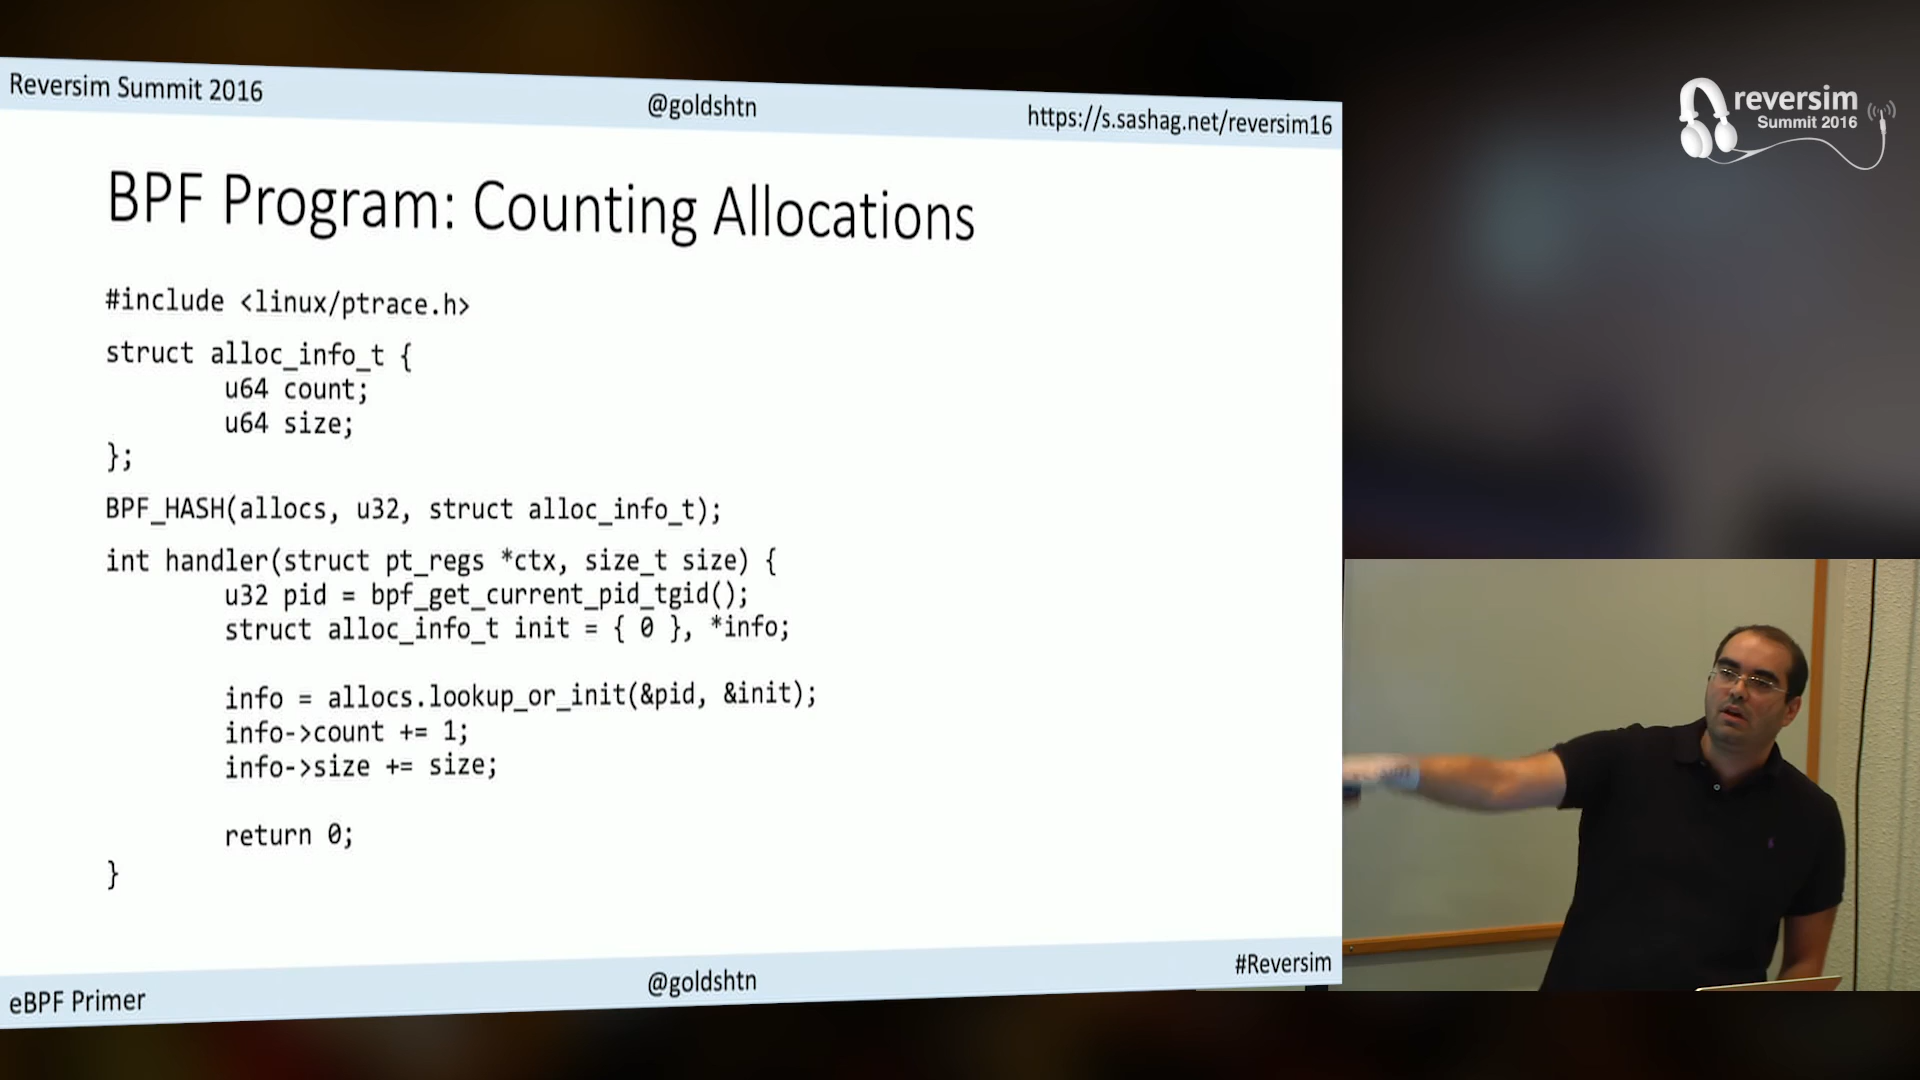 Reversim Summit 2016
@goldshtn
https://s.sashag.net/reversim16
reversim
Summit 2016
BPF Program: Counting Allocations
#include <linux/ptrace.h>
struct alloc_info_t {
u64 count;
u64 size;
};
BPF_HASH(allocs, u32, struct alloc_info_t);
int handler(struct pt_regs *ctx, size_t size) {
u32 pid = bpf_get_current_pid_tgid();
struct alloc_info_t init = { 0 }, *info;
info = allocs.lookup_or_init(&pid, &init);
info->count += 1;
info->size += size;
return 0;
}
eBPF Primer
@goldshtn
#Reversim